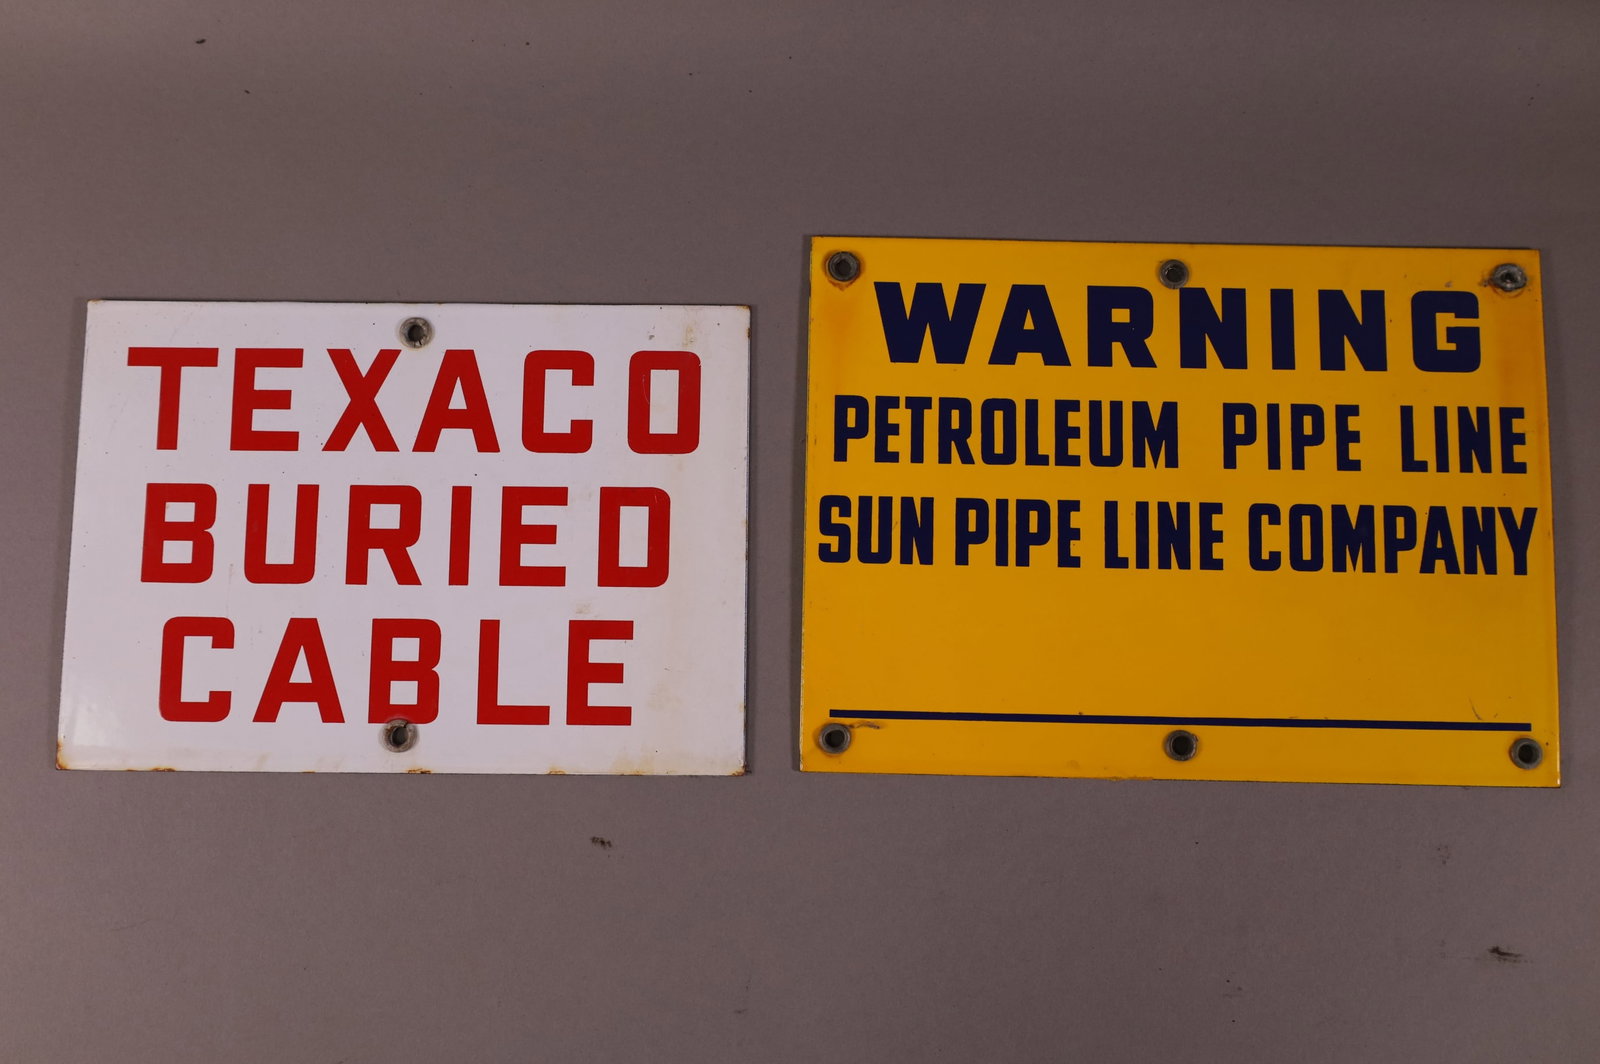 TEXACO
BURIED
CABLE
WARNING
PETROLEUM PIPE LINE
SUN PIPE LINE COMPANY